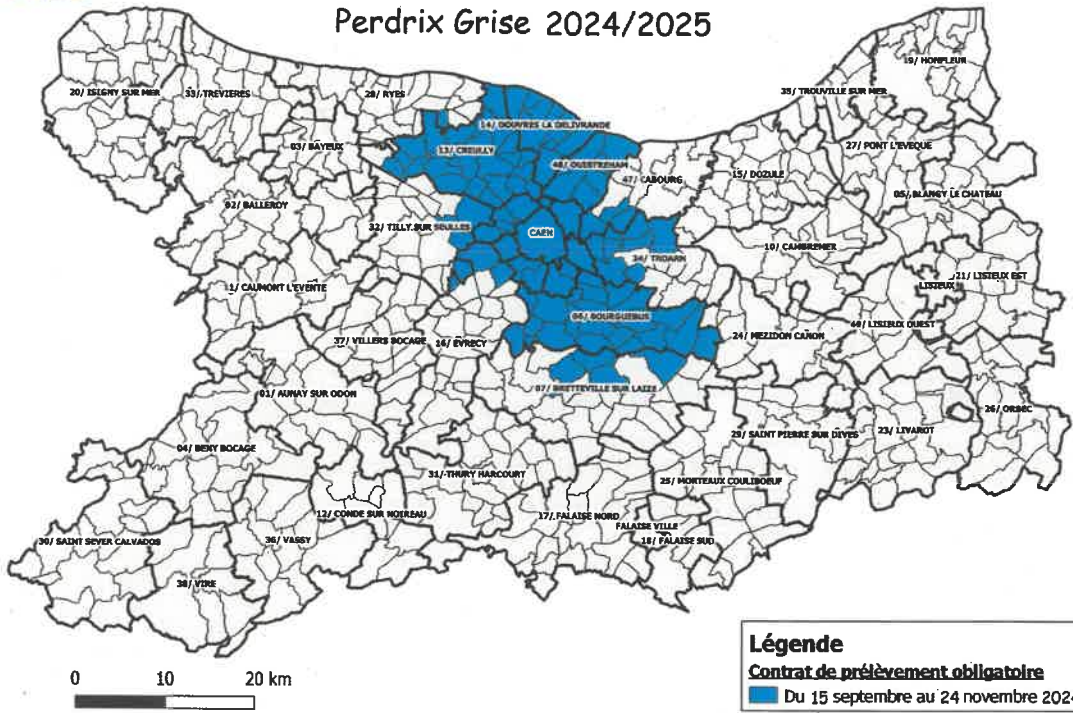 Perdrix Grise 2024/2025
19/ HONFLEUR
20/ ISIGNY SUR MER
33/ TREVIERES
28/ RYES
35/ TROUVILLE SUR MER
14/ DOUVRES LA DELIVRANDE
03/ BAYEUX
13/ CREULLY
27/ PONT L'EVEQUE
48/ OUISTREHAM
47/ CABOURG
15/ DOZULE
05/ BLANGY LE CHATEAU
02/ BALLEROY
32/ TILLY SUR SEULLES
CAEN
10/ CAMBREMER
34/ TROARN
21/ LISIEUX EST
LISIEUX
1/ CAUMONT L'EVENTE
06/ BOURGUEBUS
49/ LISIEUX OUEST
24/ MEZIDON CANON
37/ VILLERS BOCAGE
16/ EVRECY
07/ BRETTEVILLE SUR LAIZE
01/ AUNAY SUR ODON
26/ ORBEC
29/ SAINT PIERRE SUR DIVES
23/ LIVAROT
04/ BENY BOCAGE
31/ THURY HARCOURT
25/ MORTEAUX COULIBOEUF
12/ CONDE SUR NOIREAU
17/ FALAISE NORD
FALAISE VILLE
30/ SAINT SEVER CALVADOS
36/ VASSY
18/ FALAISE SUD
38/ VIRE
Légende
Contrat de prélèvement obligatoire
Du 15 septembre au 24 novembre 2024
0 10 20 km